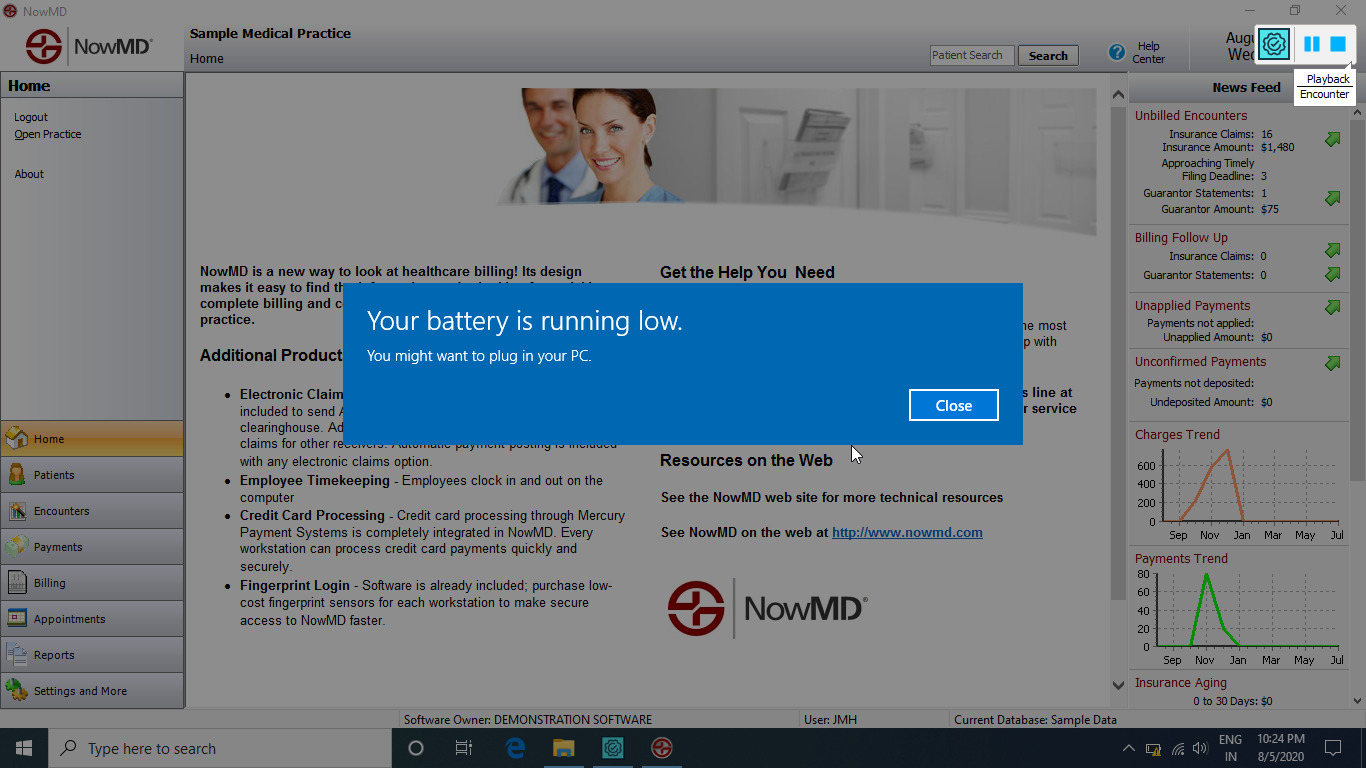 NowMD
NowMD®
Sample Medical Practice
Home
Patient Search
Search
Help
Center
Playback
Encounter
Home
Logout
Open Practice
About
Home
Patients
Encounters
Payments
Billing
Appointments
Reports
Settings and More
NowMD is a new way to look at healthcare billing! Its design
makes it easy to find th
complete billing and c
practice.
Additional Product
Electronic Claim
included to send A
clearinghouse. Ad
claims for other receivers. Automatic payment posting is included
with any electronic claims option.
Employee Timekeeping - Employees clock in and out on the
computer
Credit Card Processing - Credit card processing through Mercury
Payment Systems is completely integrated in NowMD. Every
workstation can process credit card payments quickly and
securely.
Fingerprint Login - Software is already included; purchase low-
cost fingerprint sensors for each workstation to make secure
access to NowMD faster.
Get the Help You Need
he most
p with
s line at
r service
Resources on the Web
See the NowMD web site for more technical resources
See NowMD on the web at http://www.nowmd.com
NowMD®
Your battery is running low.
You might want to plug in your PC.
Close
News Feed
Unbilled Encounters
Insurance Claims: 16
Insurance Amount: $1,480
Approaching Timely
Filing Deadline: 3
Guarantor Statements: 1
Guarantor Amount: $75
Billing Follow Up
Insurance Claims: 0
Guarantor Statements: 0
Unapplied Payments
Payments not applied:
Unapplied Amount: $0
Unconfirmed Payments
Payments not deposited:
Undeposited Amount: $0
Charges Trend
600
400
200
0
Sep Nov Jan Mar May Jul
Payments Trend
80
60
40
20
0
Sep Nov Jan Mar May Jul
Insurance Aging
0 to 30 Days: $0
Software Owner: DEMONSTRATION SOFTWARE
User: JMH
Current Database: Sample Data
Type here to search
ENG
IN
10:24 PM
8/5/2020